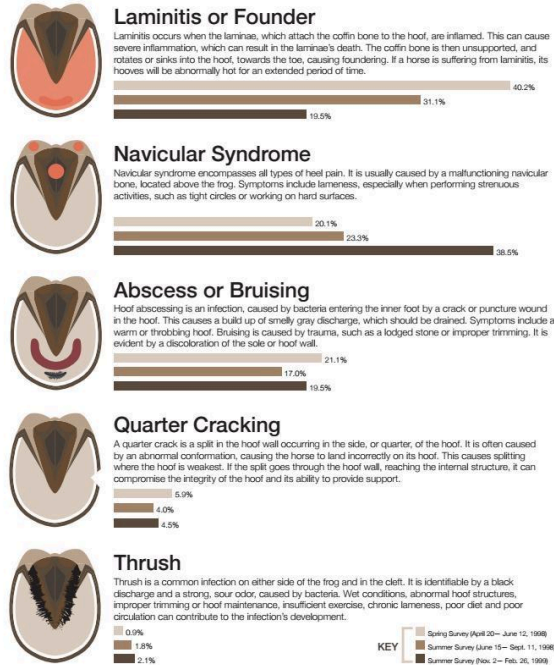 Laminitis or Founder
Laminitis occurs when the laminae, which attach the coffin bone to the hoof, are inflamed. This can cause
severe inflammation, which can result in the laminae's death. The coffin bone is then unsupported, and
rotates or sinks into the hoof, towards the toe, causing foundering. If a horse is suffering from laminitis, its
hooves will be abnormally hot for an extended period of time.
40.2%
31.1%
19.5%
Navicular Syndrome
Navicular syndrome encompasses all types of heel pain. It is usually caused by a malfunctioning navicular
bone, located above the frog. Symptoms include lameness, especially when performing strenuous
activities, such as tight circles or working on hard surfaces.
20.1%
23.3%
38.5%
Abscess or Bruising
Hoof abscessing is an infection, caused by bacteria entering the inner foot by a crack or puncture wound
in the hoof. This causes a build up of smelly gray discharge, which should be drained. Symptoms include a
warm or throbbing hoof. Bruising is caused by trauma, such as a lodged stone or improper trimming. It is
evident by a discoloration of the sole or hoof wall.
21.1%
17.0%
19.5%
Quarter Cracking
A quarter crack is a split in the hoof wall occurring in the side, or quarter, of the hoof. It is often caused
by an abnormal conformation, causing the horse to land incorrectly on its hoof. This causes splitting
where the hoof is weakest. If the split goes through the hoof wall, reaching the internal structure, it can
compromise the integrity of the hoof and its ability to provide support.
5.9%
4.0%
4.5%
Thrush
Thrush is a common infection on either side of the frog and in the cleft. It is identifiable by a black
discharge and a strong, sour odor, caused by bacteria. Wet conditions, abnormal hoof structures,
improper trimming or hoof maintenance, insufficient exercise, chronic lameness, poor diet and poor
circulation can contribute to the infection's development.
0.9%
1.8%
2.1%
KEY
Spring Survey (April 20— June 12, 1998)
Summer Survey (June 15— Sept. 11, 1998
Summer Survey (Nov. 2— Feb. 26, 1999)